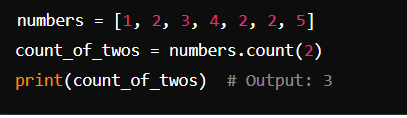 numbers = [1, 2, 3, 4, 2, 2, 5]
count_of_twos = numbers.count(2)
print(count_of_twos)  # Output: 3